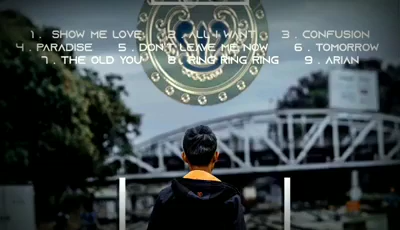 1. SHOW ME LOVE 2. ALL I WANT 3. CONFUSION
4. PARADISE 5. DON'T LEAVE ME NOW 6. TOMORROW
7. THE OLD YOU 8. RING RING RING 9. ARIAN